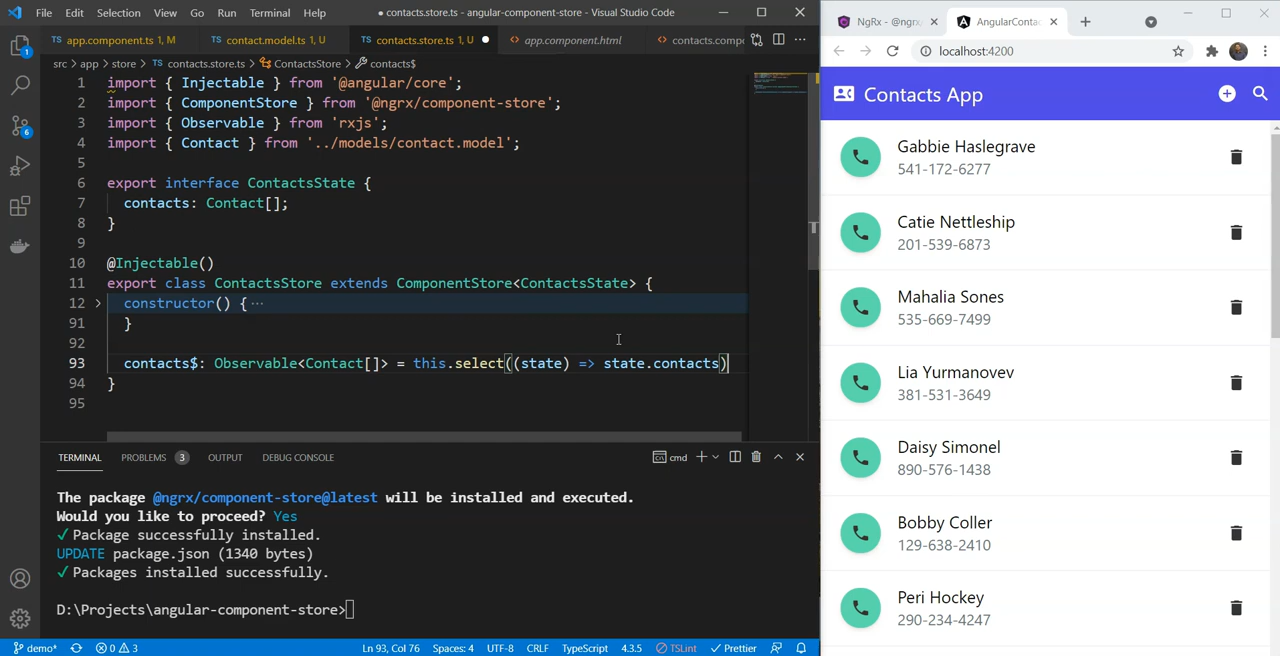 File Edit Selection View Go Run Terminal Help
● contacts.store.ts - angular-component-store - Visual Studio Code
TS app.component.ts 1, M
TS contact.model.ts 1, U
TS contacts.store.ts 1, U ●
<> app.component.html
<> contacts.compo
src > app > store > TS contacts.store.ts > ContactsStore > contacts$
1 import { Injectable } from '@angular/core';
2 import { ComponentStore } from '@ngrx/component-store';
3 import { Observable } from 'rxjs';
4 import { Contact } from '../models/contact.model';
5
6 export interface ContactsState {
7 contacts: Contact[];
8 }
9
10 @Injectable()
11 export class ContactsStore extends ComponentStore<ContactsState> {
12 > constructor() { ···
91 }
92
93 contacts$: Observable<Contact[]> = this.select((state) => state.contacts)
94 }
95
1
6
TERMINAL PROBLEMS 3 OUTPUT DEBUG CONSOLE
cmd
The package @ngrx/component-store@latest will be installed and executed.
Would you like to proceed? Yes
✓ Package successfully installed.
UPDATE package.json (1340 bytes)
✓ Packages installed successfully.
D:\Projects\angular-component-store>
demo* 0 3 Ln 93, Col 76 Spaces: 4 UTF-8 CRLF TypeScript 4.3.5 TSLint ✓ Prettier
NgRx - @ngrx
AngularConta
localhost:4200
Contacts App
Gabbie Haslegrave
541-172-6277
Catie Nettleship
201-539-6873
Mahalia Sones
535-669-7499
Lia Yurmanovev
381-531-3649
Daisy Simonel
890-576-1438
Bobby Coller
129-638-2410
Peri Hockey
290-234-4247